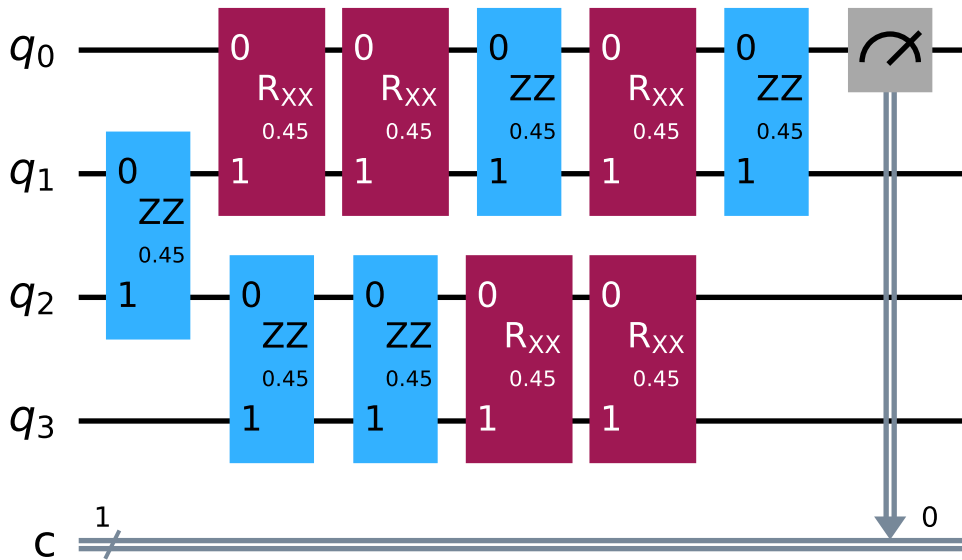 q0
0 0 0 0 0
RXX RXX ZZ RXX ZZ
0.45 0.45 0.45 0.45 0.45
q1
0 1 1 1 1 1
ZZ
0.45
q2
1 0 0 0 0
ZZ ZZ RXX RXX
0.45 0.45 0.45 0.45
q3
1 1 1 1
1 0
c